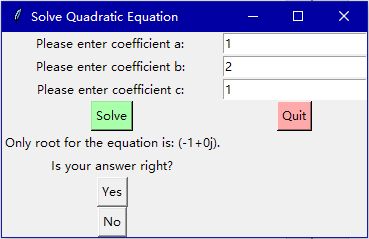 Solve Quadratic Equation
Please enter coefficient a: 1
Please enter coefficient b: 2
Please enter coefficient c: 1
Solve Quit
Only root for the equation is: (-1+0j).
Is your answer right?
Yes
No